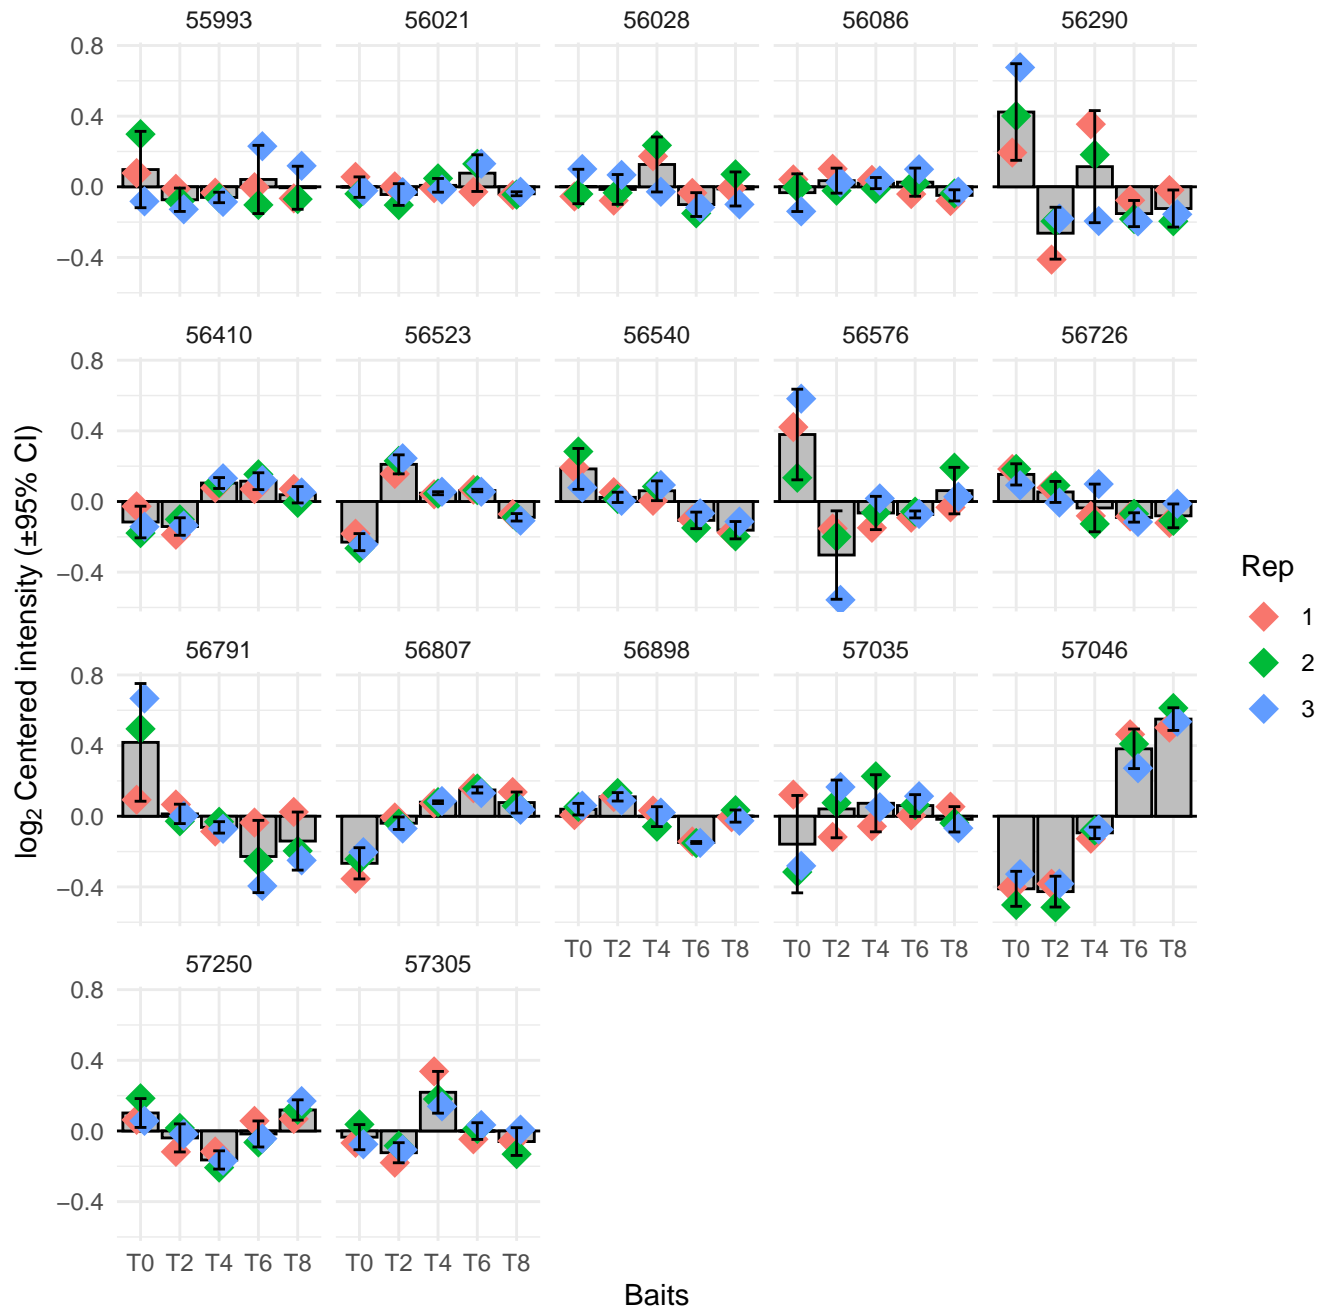 55993 56021 56028 56086 56290
0.8
0.4
0.0
−0.4
56410 56523 56540 56576 56726
0.8
0.4
0.0
−0.4
56791 56807 56898 57035 57046
0.8
0.4
0.0
−0.4
T0 T2 T4 T6 T8 T0 T2 T4 T6 T8 T0 T2 T4 T6 T8
57250 57305
0.8
0.4
0.0
−0.4
T0 T2 T4 T6 T8 T0 T2 T4 T6 T8
Baits
log2 Centered intensity (±95% CI)
Rep
1
2
3